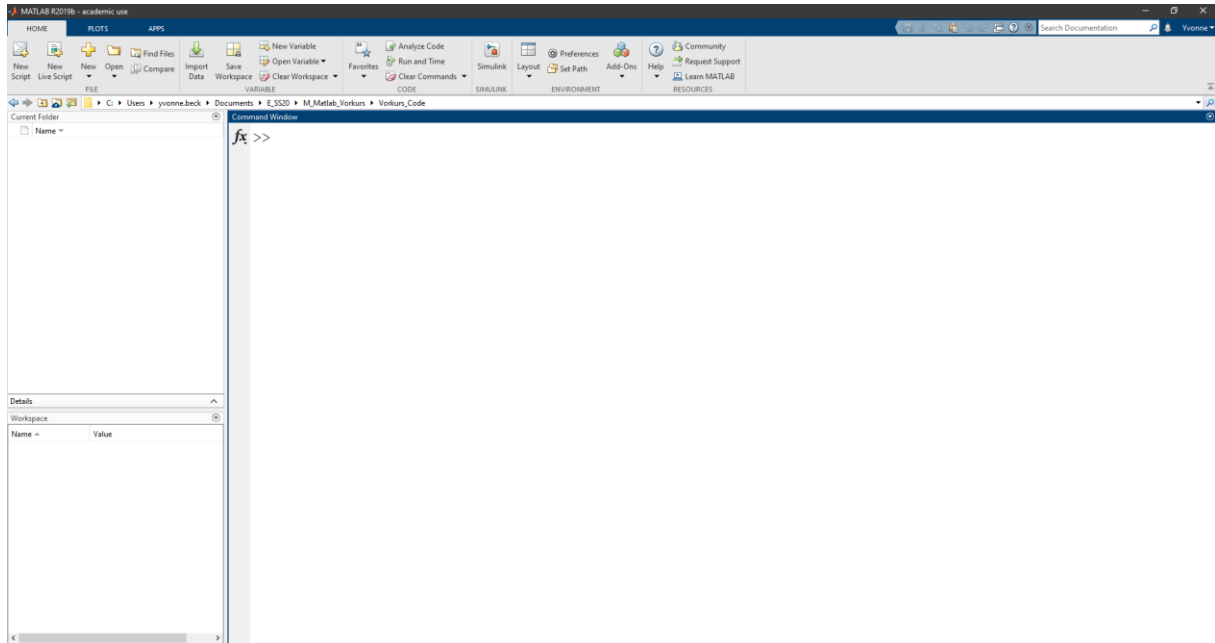 MATLAB R2019b - academic use
HOME PLOTS APPS
Search Documentation
Yvonne
New Script
New Live Script
New
Open
Find Files
Compare
Import Data
Save Workspace
New Variable
Open Variable
Clear Workspace
Favorites
Analyze Code
Run and Time
Clear Commands
Simulink
Layout
Preferences
Set Path
Add-Ons
Help
Community
Request Support
Learn MATLAB
FILE VARIABLE CODE SIMULINK ENVIRONMENT RESOURCES
C: Users yvonne.beck Documents E_SS20 M_Matlab_Vorkurs Vorkurs_Code
Current Folder
Name
Command Window
fx >>
Details
Workspace
Name Value